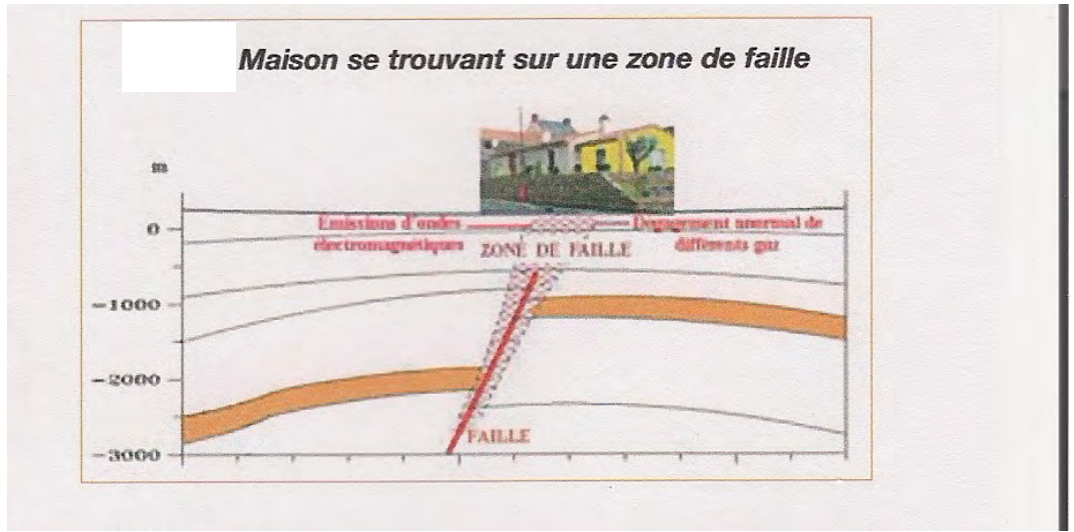 Maison se trouvant sur une zone de faille
m
0
-1000
-2000
-3000
Emissions d'ondes
électromagnétiques
Dégagement anormal de
différents gaz
ZONE DE FAILLE
FAILLE